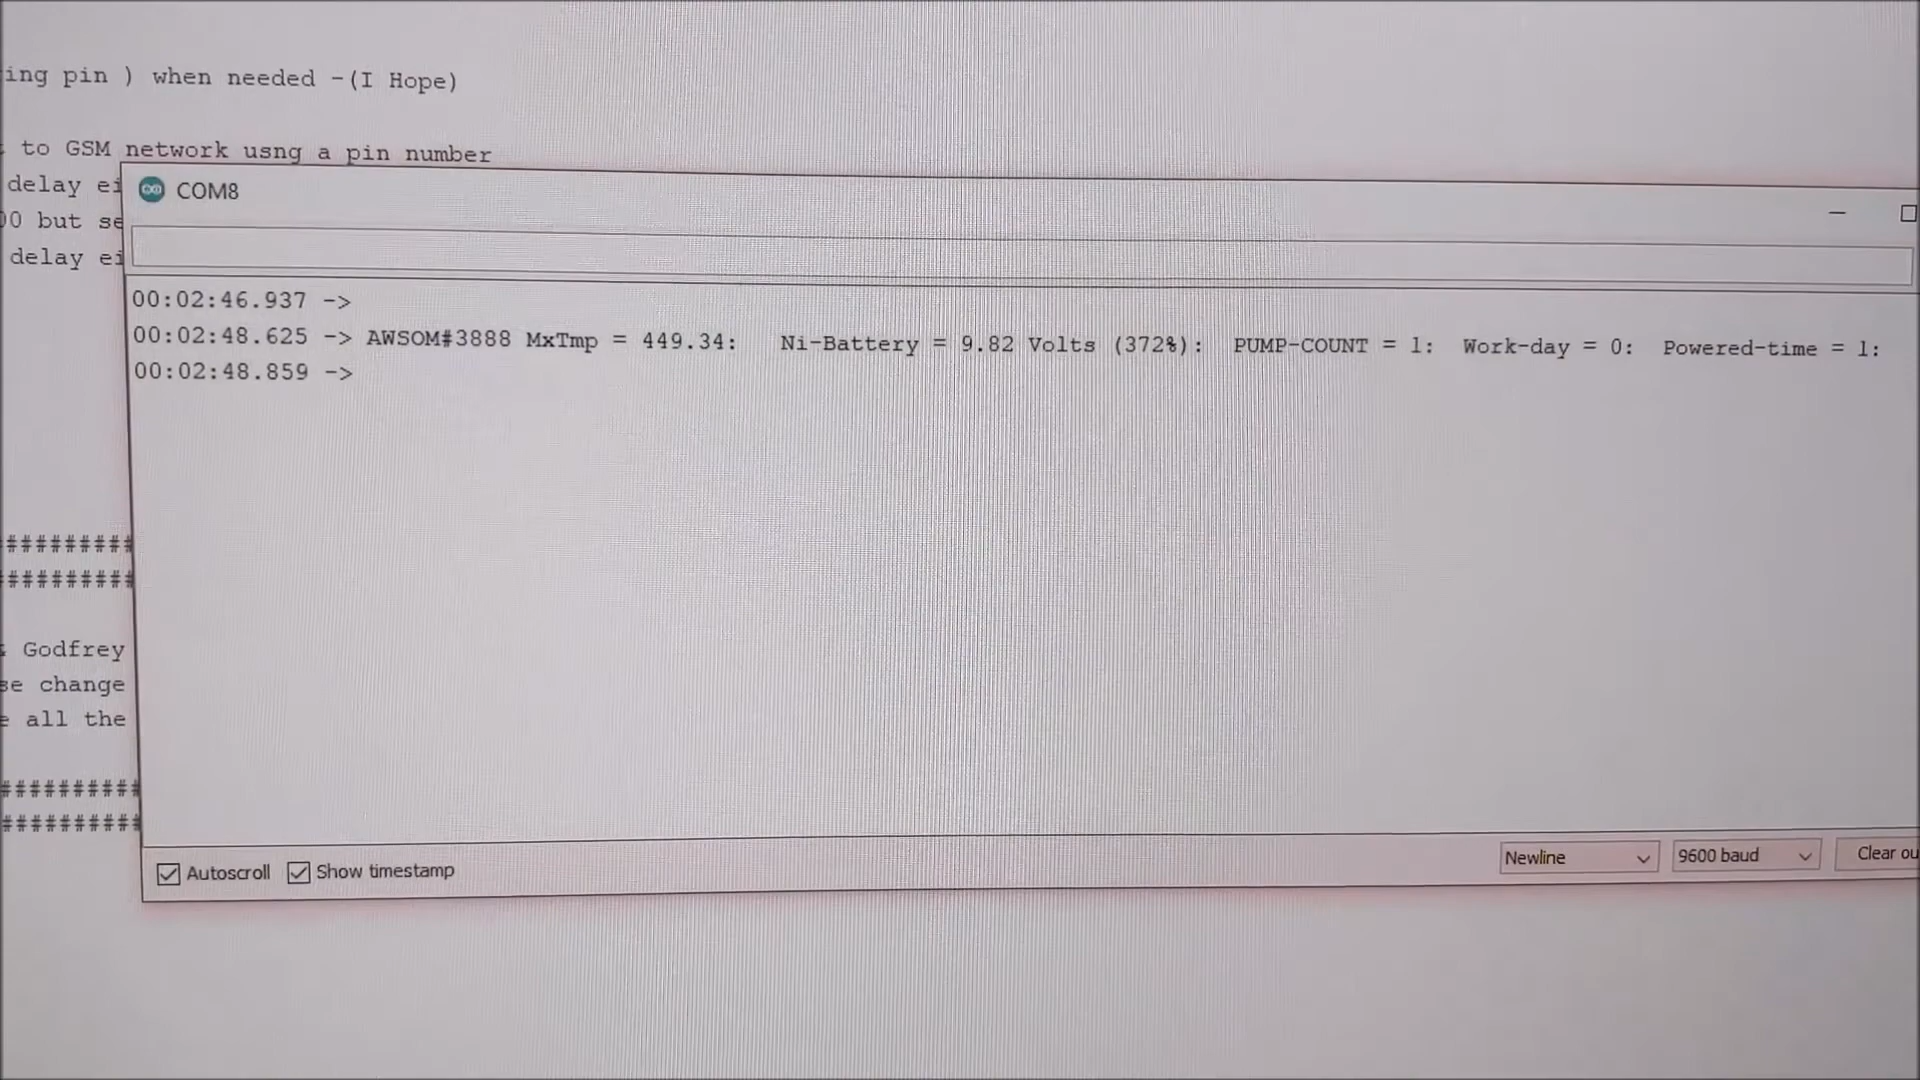 ing pin ) when needed -(I Hope)
to GSM network usng a pin number
delay ei
COM8
00 but se
delay ei
00:02:46.937 ->
00:02:48.625 -> AWSOM#3888 MxTmp = 449.34: Ni-Battery = 9.82 Volts (372%): PUMP-COUNT = 1: Work-day = 0: Powered-time = 1:
00:02:48.859 ->
#########
#########
Godfrey
se change
e all the
##########
##########
Autoscroll Show timestamp Newline 9600 baud Clear ou